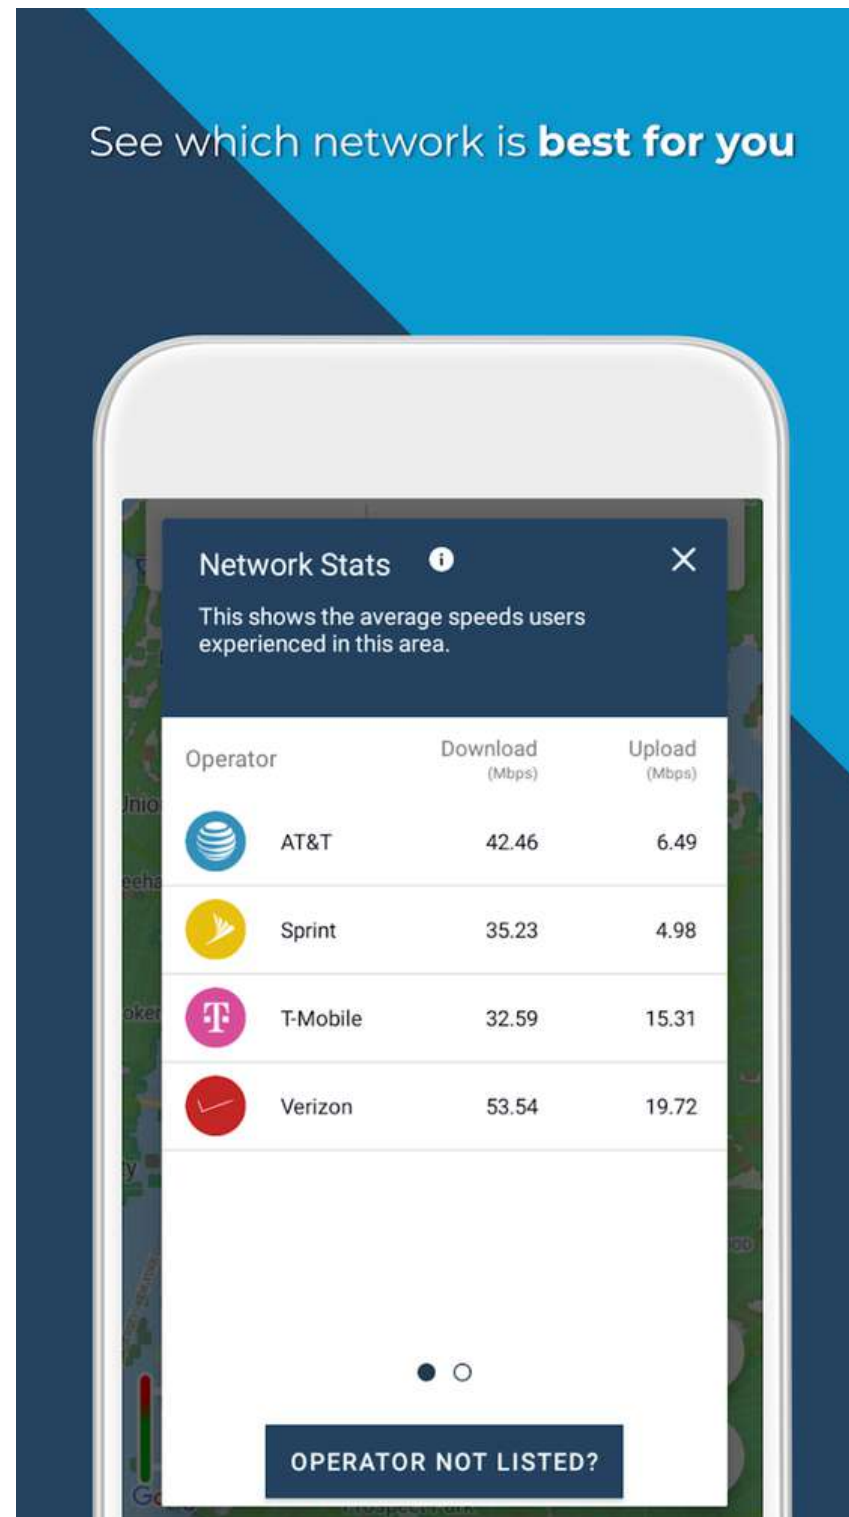 See which network is best for you
Network Stats
This shows the average speeds users
experienced in this area.
Operator Download Upload
(Mbps) (Mbps)
AT&T 42.46 6.49
Sprint 35.23 4.98
T-Mobile 32.59 15.31
Verizon 53.54 19.72
OPERATOR NOT LISTED?